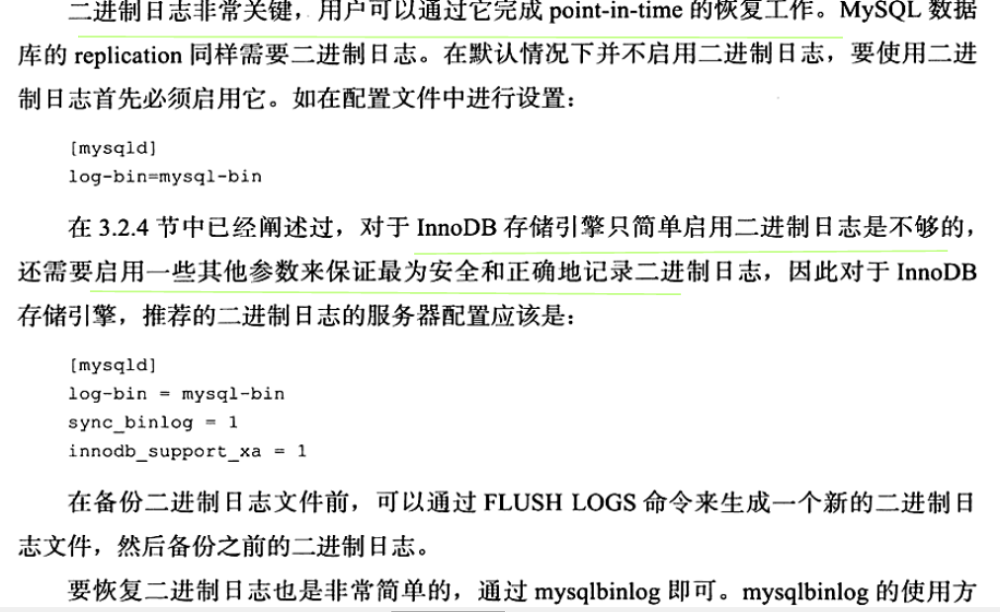 二进制日志非常关键，用户可以通过它完成 point-in-time 的恢复工作。MySQL 数据
库的 replication 同样需要二进制日志。在默认情况下并不启用二进制日志，要使用二进
制日志首先必须启用它。如在配置文件中进行设置：
[mysqld]
log-bin=mysql-bin
在 3.2.4 节中已经阐述过，对于 InnoDB 存储引擎只简单启用二进制日志是不够的，
还需要启用一些其他参数来保证最为安全和正确地记录二进制日志，因此对于 InnoDB
存储引擎，推荐的二进制日志的服务器配置应该是：
[mysqld]
log-bin = mysql-bin
sync_binlog = 1
innodb_support_xa = 1
在备份二进制日志文件前，可以通过 FLUSH LOGS 命令来生成一个新的二进制日
志文件，然后备份之前的二进制日志。
要恢复二进制日志也是非常简单的，通过 mysqlbinlog 即可。mysqlbinlog 的使用方